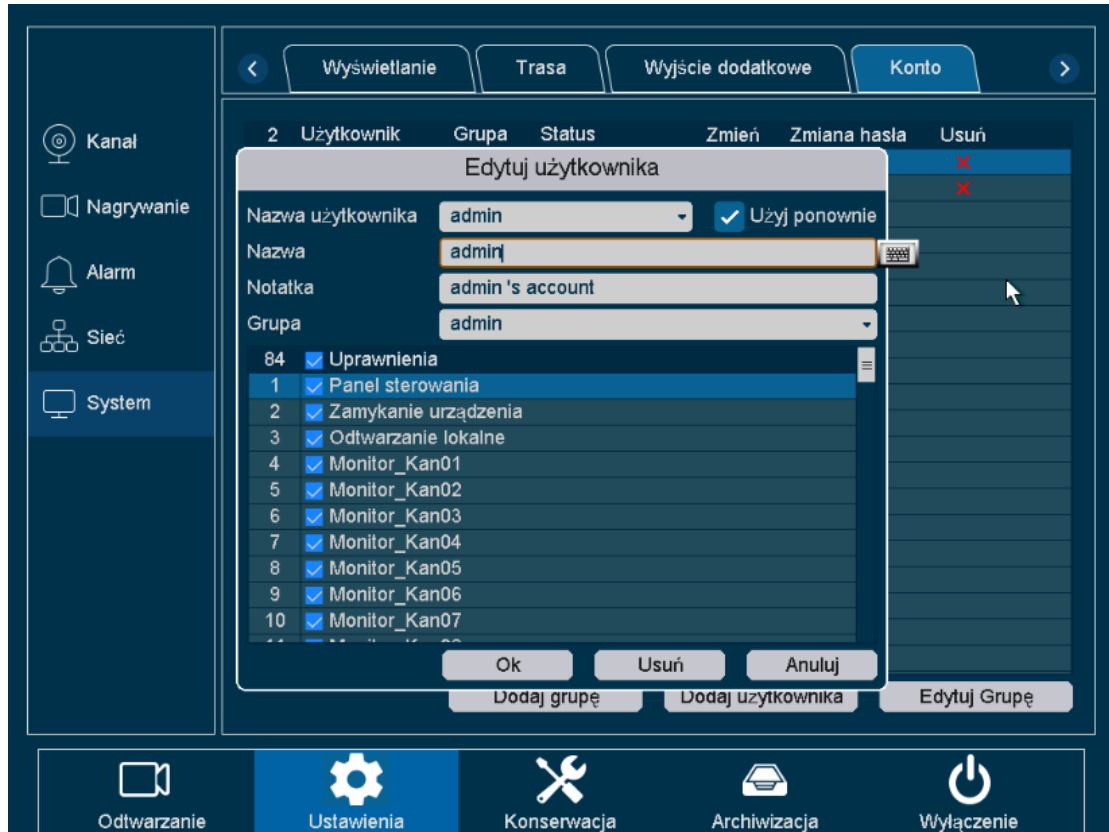 Wyświetlanie Trasa Wyjście dodatkowe Konto
Kanał
Nagrywanie
Alarm
Sieć
System
2 Użytkownik Grupa Status Zmień Zmiana hasła Usuń
Edytuj użytkownika
Nazwa użytkownika admin Użyj ponownie
Nazwa admin
Notatka admin 's account
Grupa admin
84 Uprawnienia
1 Panel sterowania
2 Zamykanie urządzenia
3 Odtwarzanie lokalne
4 Monitor_Kan01
5 Monitor_Kan02
6 Monitor_Kan03
7 Monitor_Kan04
8 Monitor_Kan05
9 Monitor_Kan06
10 Monitor_Kan07
Ok Usuń Anuluj
Dodaj grupę Dodaj użytkownika Edytuj Grupę
Odtwarzanie Ustawienia Konserwacja Archiwizacja Wyłączenie